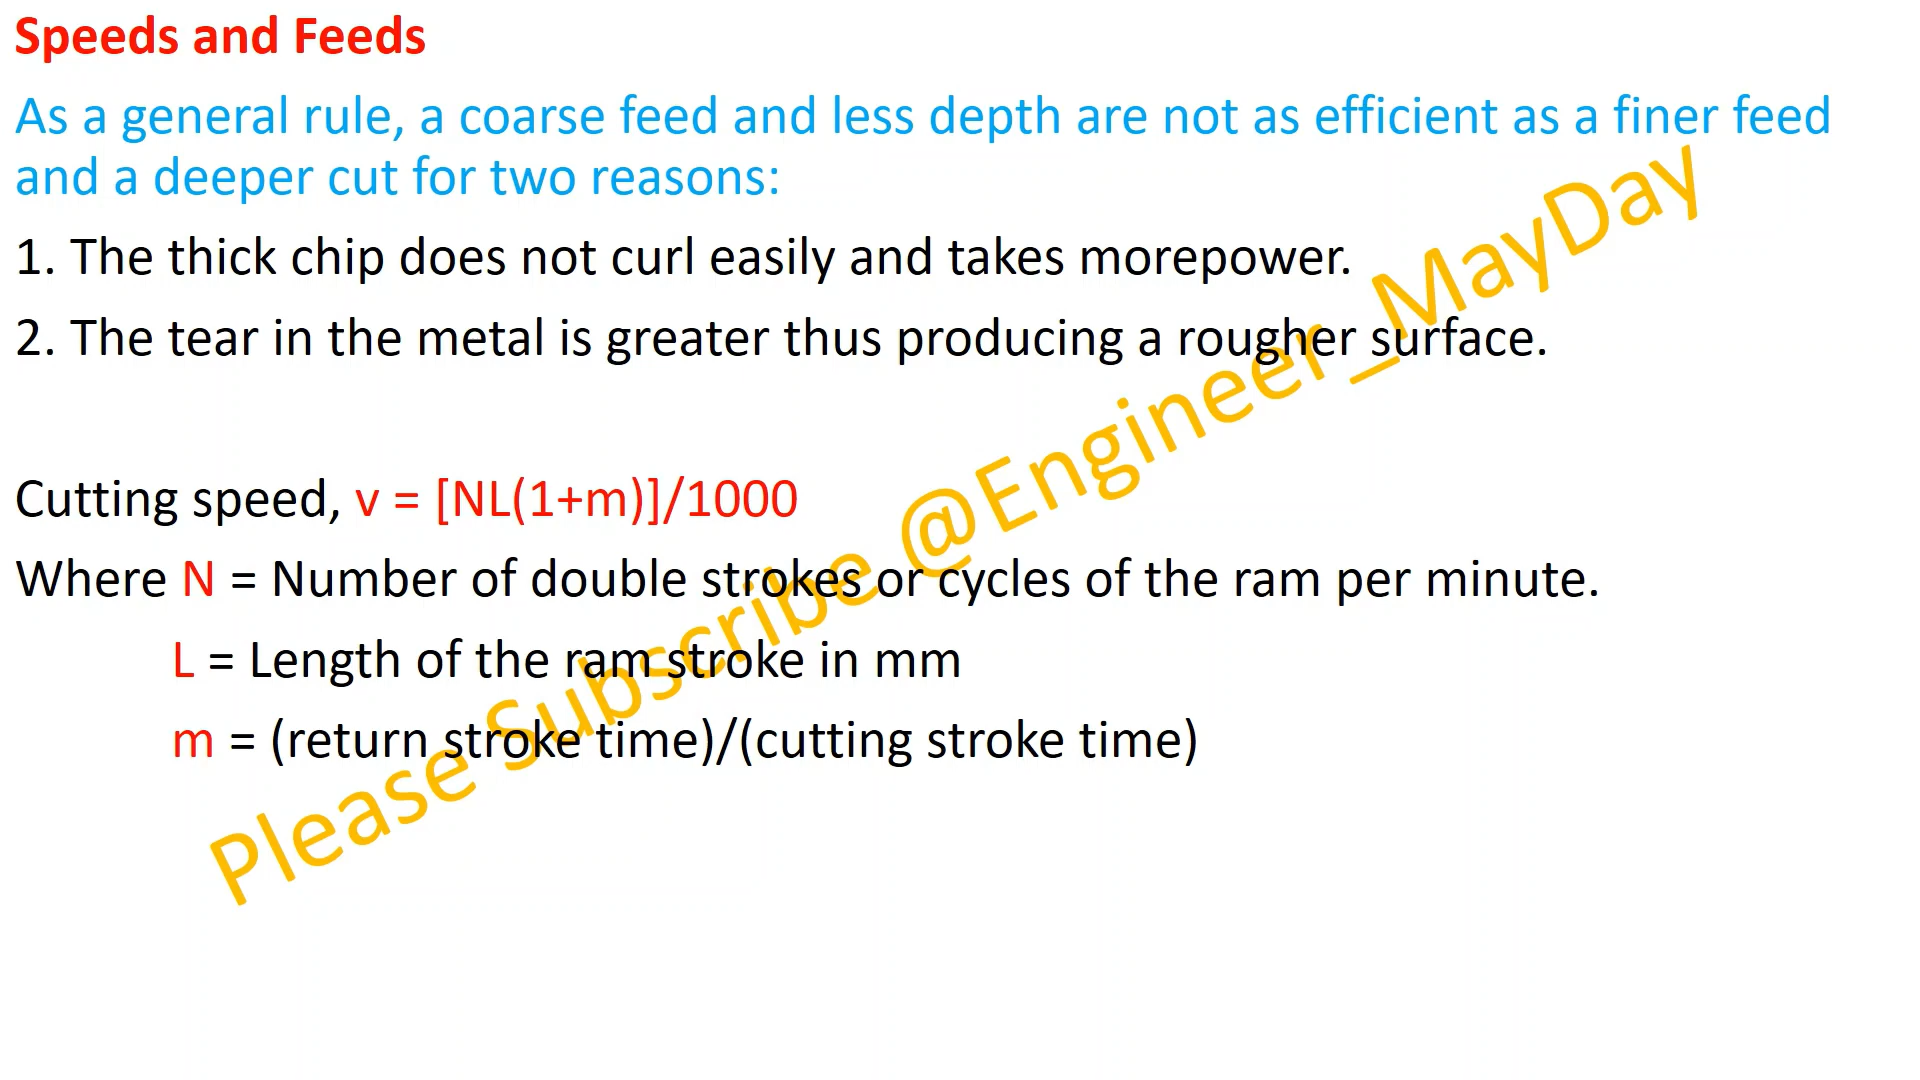 Speeds and Feeds
As a general rule, a coarse feed and less depth are not as efficient as a finer feed
and a deeper cut for two reasons:
1. The thick chip does not curl easily and takes morepower.
2. The tear in the metal is greater thus producing a rougher surface.
Cutting speed, v = [NL(1+m)]/1000
Where N = Number of double strokes or cycles of the ram per minute.
L = Length of the ram stroke in mm
m = (return stroke time)/(cutting stroke time)
Please Subscribe @Engineer_MayDay